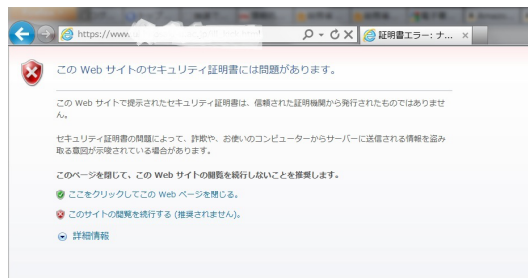 https://www.
証明書エラー: ナ...
この Web サイトのセキュリティ証明書には問題があります。
この Web サイトで提示されたセキュリティ証明書は、信頼された証明機関から発行されたものではありませ
ん。
セキュリティ証明書の問題によって、詐欺や、お使いのコンピューターからサーバーに送信される情報を盗み
取る意図が示唆されている場合があります。
このページを閉じて、この Web サイトの閲覧を続行しないことを推奨します。
ここをクリックしてこの Web ページを閉じる。
このサイトの閲覧を続行する (推奨されません)。
詳細情報